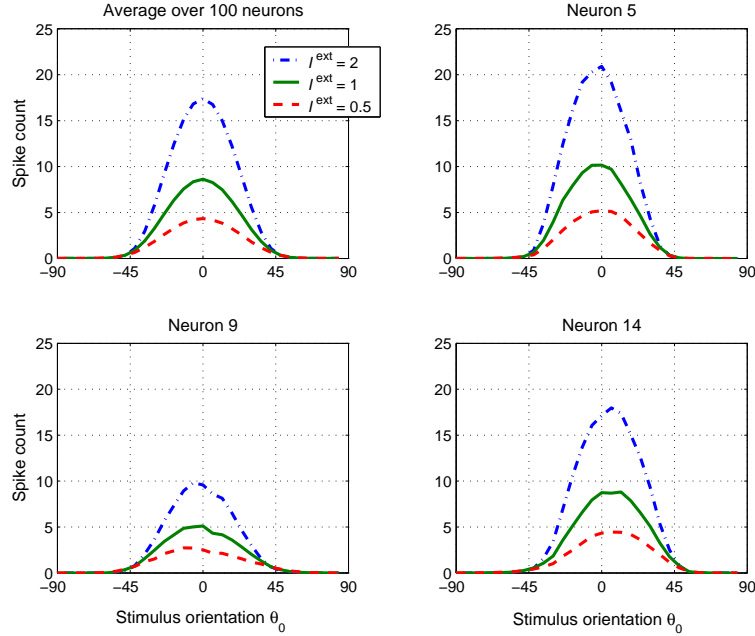 Average over 100 neurons
25
20
15
10
5
0
Spike count
−90 −45 0 45 90
I ext = 2
I ext = 1
I ext = 0.5
Neuron 5
25
20
15
10
5
0
−90 −45 0 45 90
Neuron 9
25
20
15
10
5
0
Spike count
−90 −45 0 45 90
Stimulus orientation θ0
Neuron 14
25
20
15
10
5
0
−90 −45 0 45 90
Stimulus orientation θ0